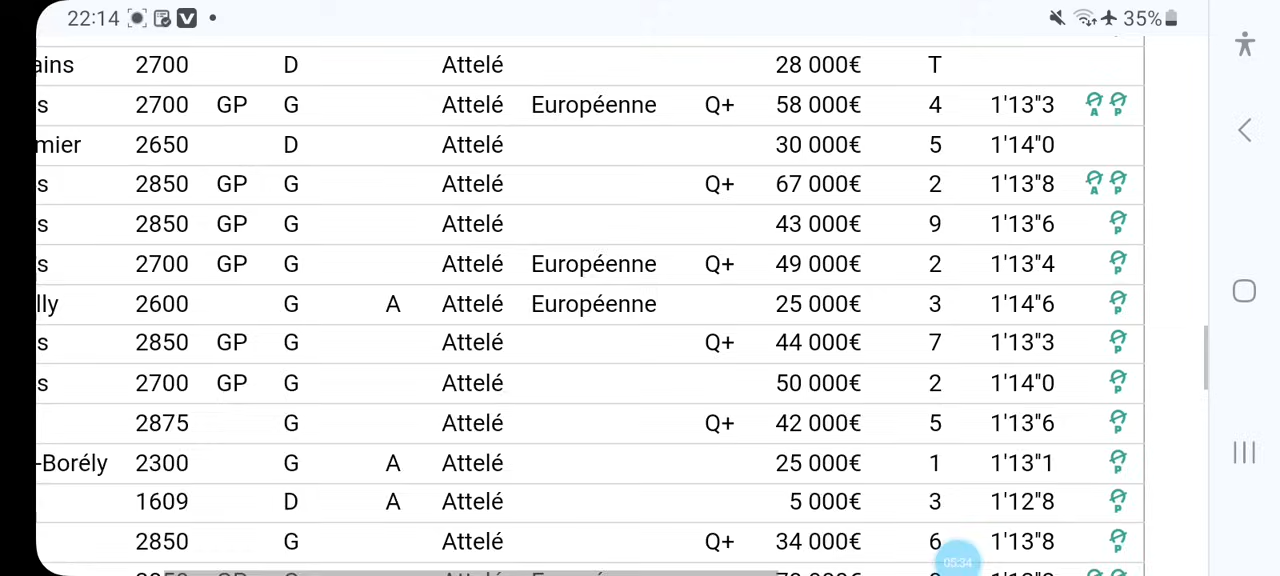 22:14 V • 35%
ains 2700 D Attelé 28 000€ T
s 2700 GP G Attelé Européenne Q+ 58 000€ 4 1'13"3 A P
mier 2650 D Attelé 30 000€ 5 1'14"0
s 2850 GP G Attelé Q+ 67 000€ 2 1'13"8 A P
s 2850 GP G Attelé 43 000€ 9 1'13"6 P
s 2700 GP G Attelé Européenne Q+ 49 000€ 2 1'13"4 P
lly 2600 G A Attelé Européenne 25 000€ 3 1'14"6 P
s 2850 GP G Attelé Q+ 44 000€ 7 1'13"3 P
s 2700 GP G Attelé 50 000€ 2 1'14"0 P
2875 G Attelé Q+ 42 000€ 5 1'13"6 P
-Borély 2300 G A Attelé 25 000€ 1 1'13"1 P
1609 D A Attelé 5 000€ 3 1'12"8 P
2850 G Attelé Q+ 34 000€ 6 1'13"8 P
05:34